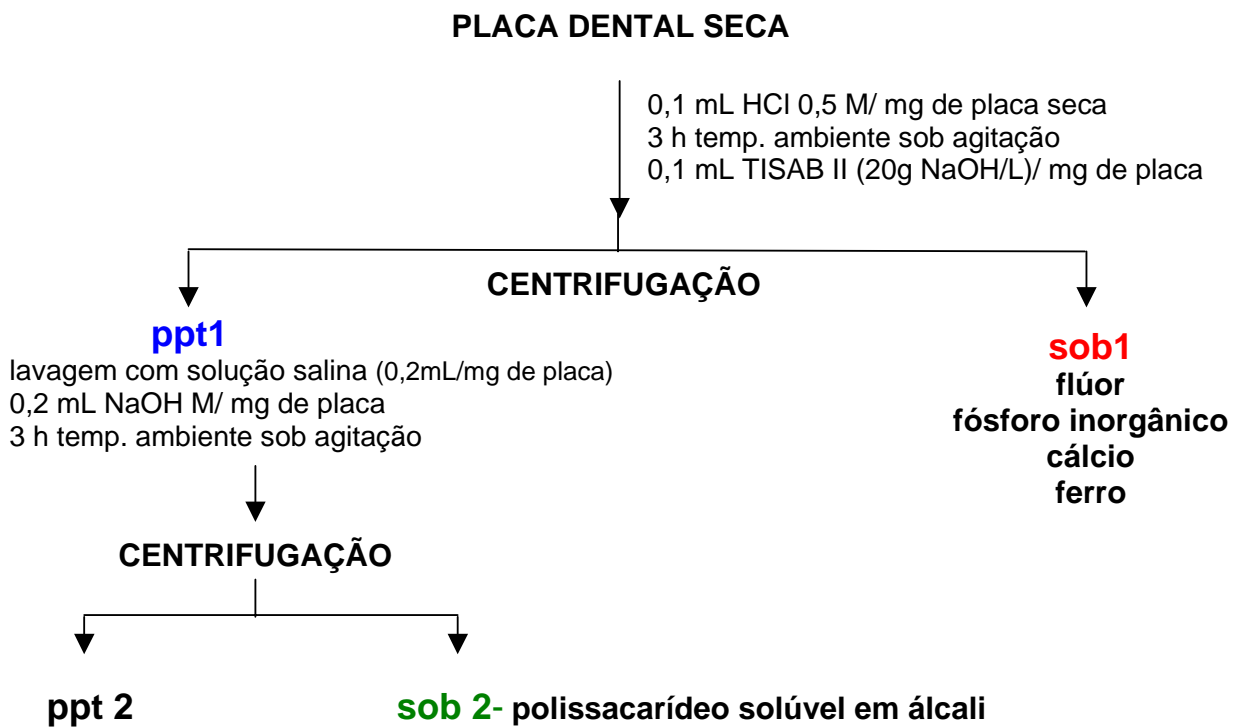 PLACA DENTAL SECA
0,1 mL HCl 0,5 M/ mg de placa seca
3 h temp. ambiente sob agitação
0,1 mL TISAB II (20g NaOH/L)/ mg de placa
CENTRIFUGAÇÃO
ppt1
lavagem com solução salina (0,2mL/mg de placa)
0,2 mL NaOH M/ mg de placa
3 h temp. ambiente sob agitação
sob1
flúor
fósforo inorgânico
cálcio
ferro
CENTRIFUGAÇÃO
ppt 2
sob 2- polissacarídeo solúvel em álcali